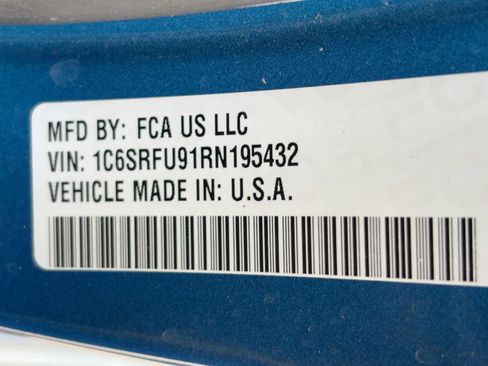 MFD BY: FCA US LLC
VIN: 1C6SRFU91RN195432
VEHICLE MADE IN: U.S.A.